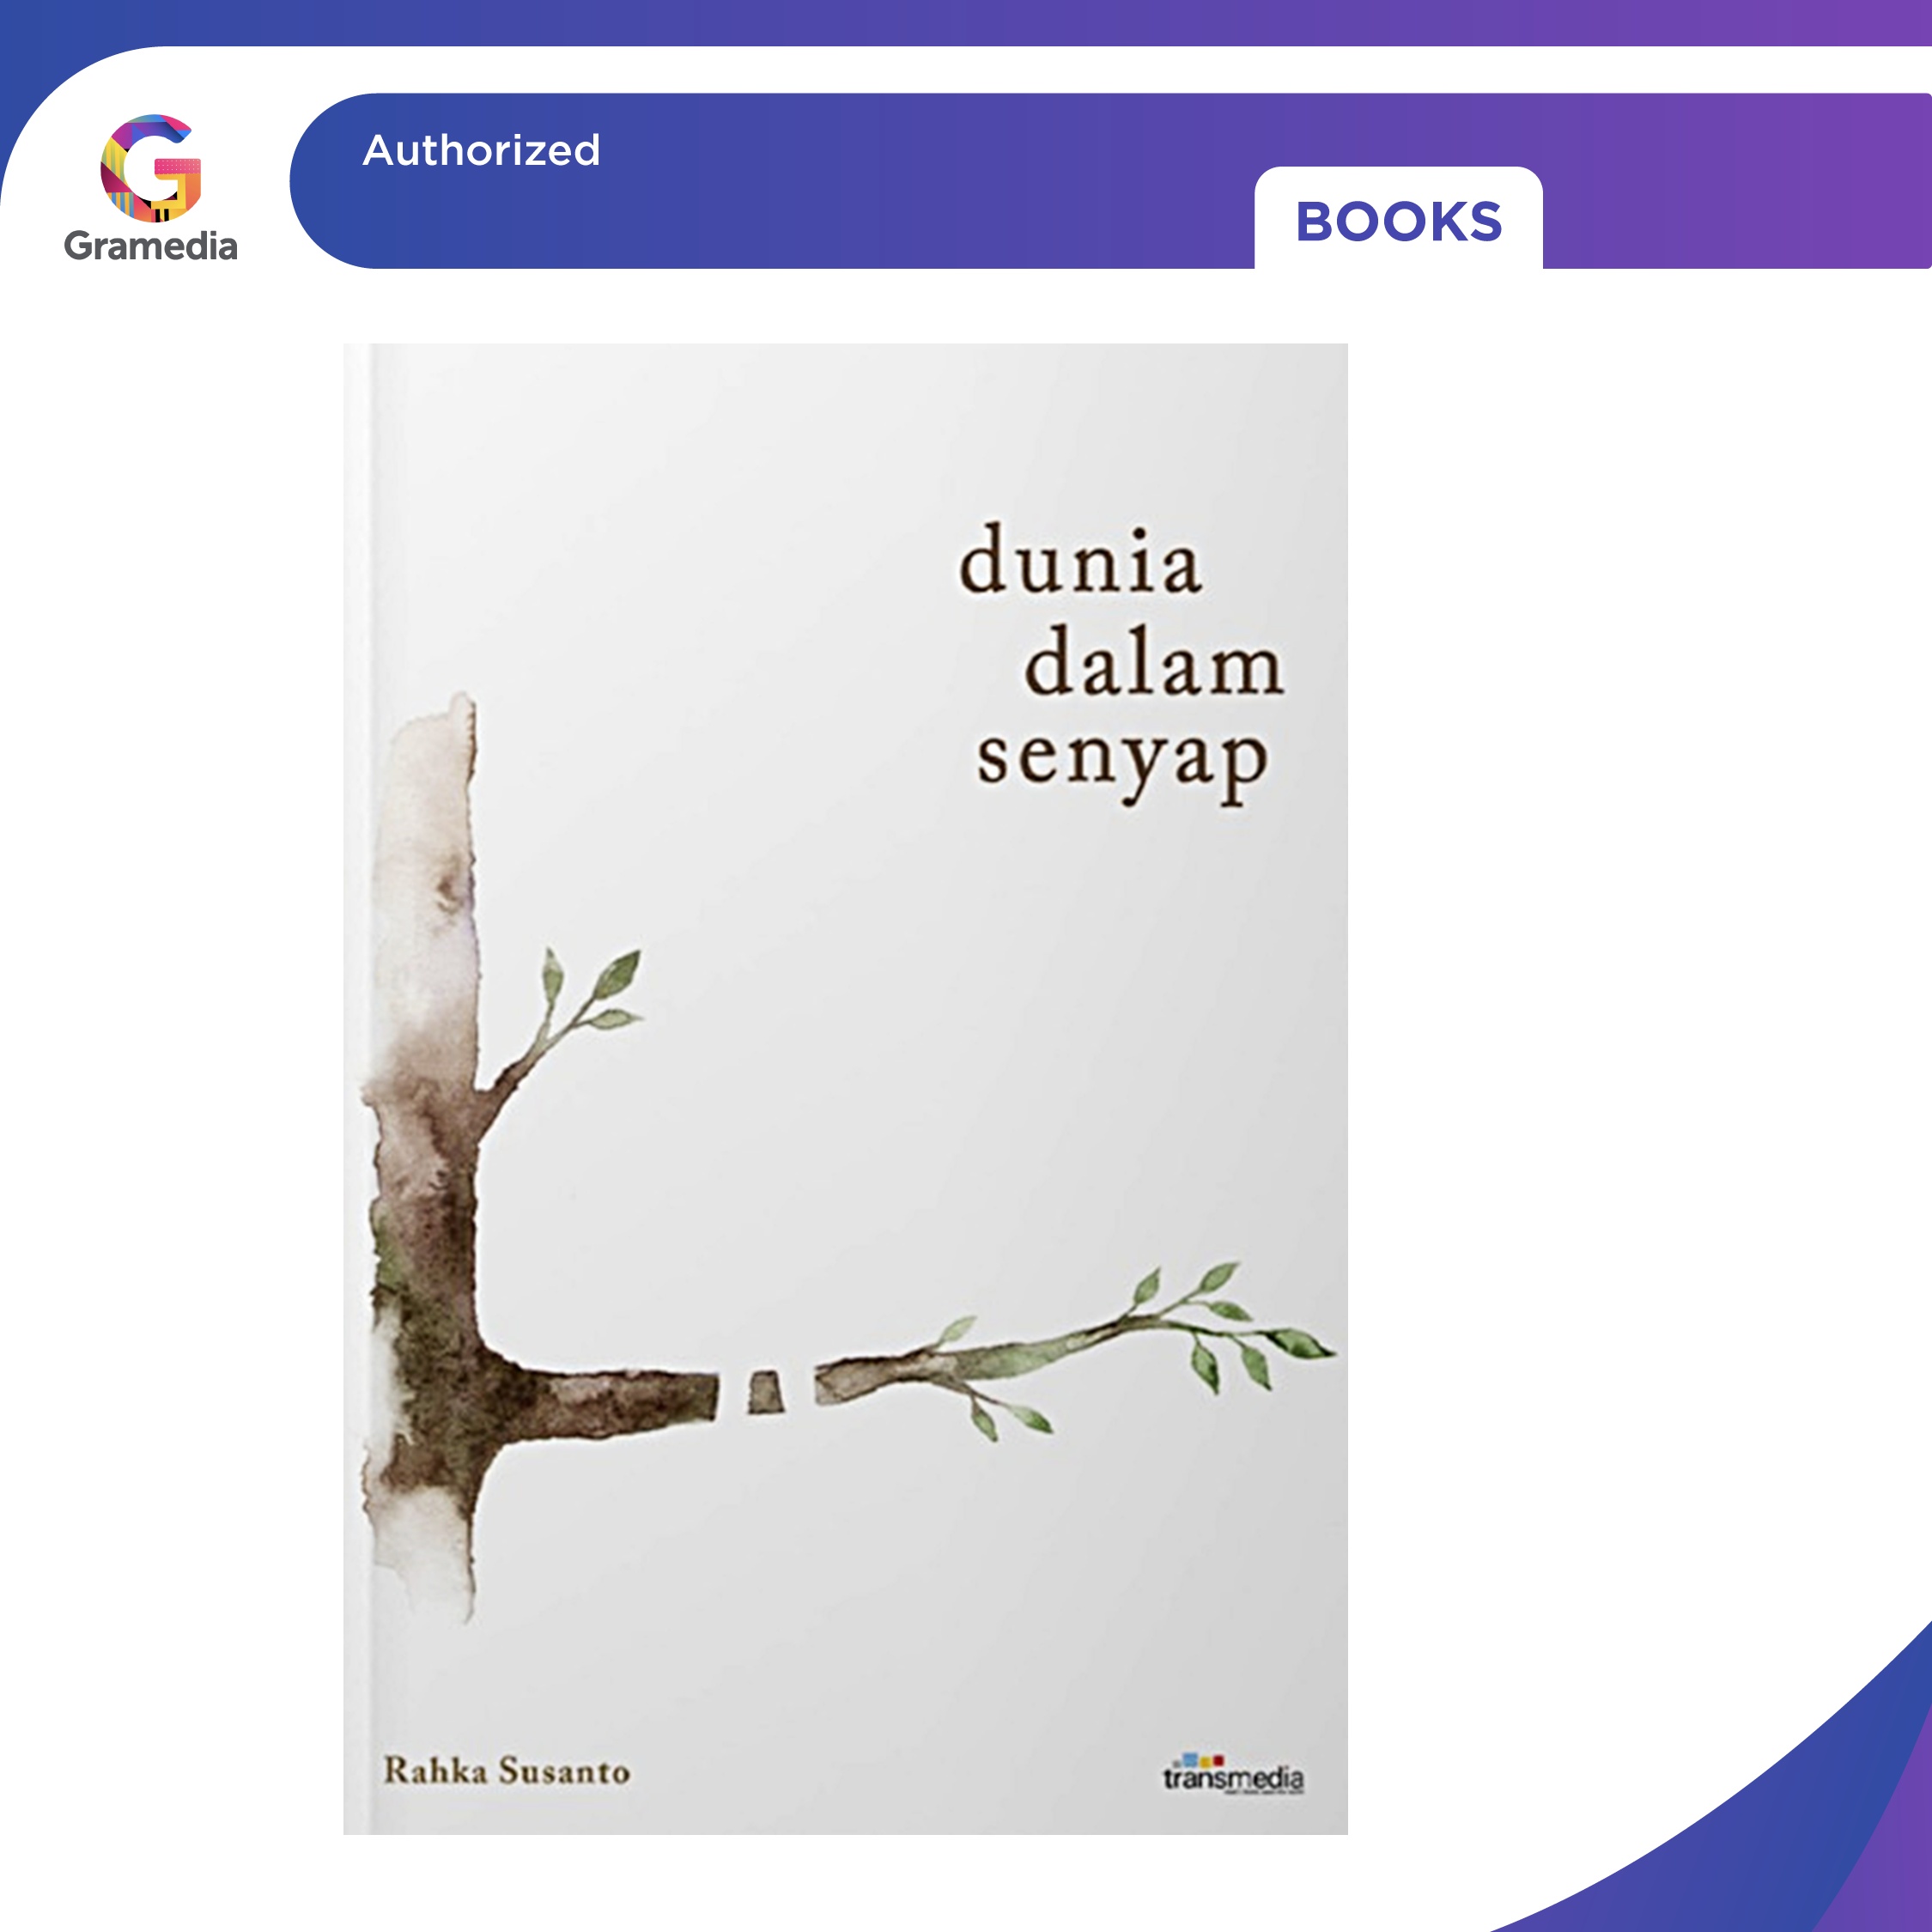 Gramedia
Authorized
BOOKS
dunia
dalam
senyap
Rahka Susanto
transmedia